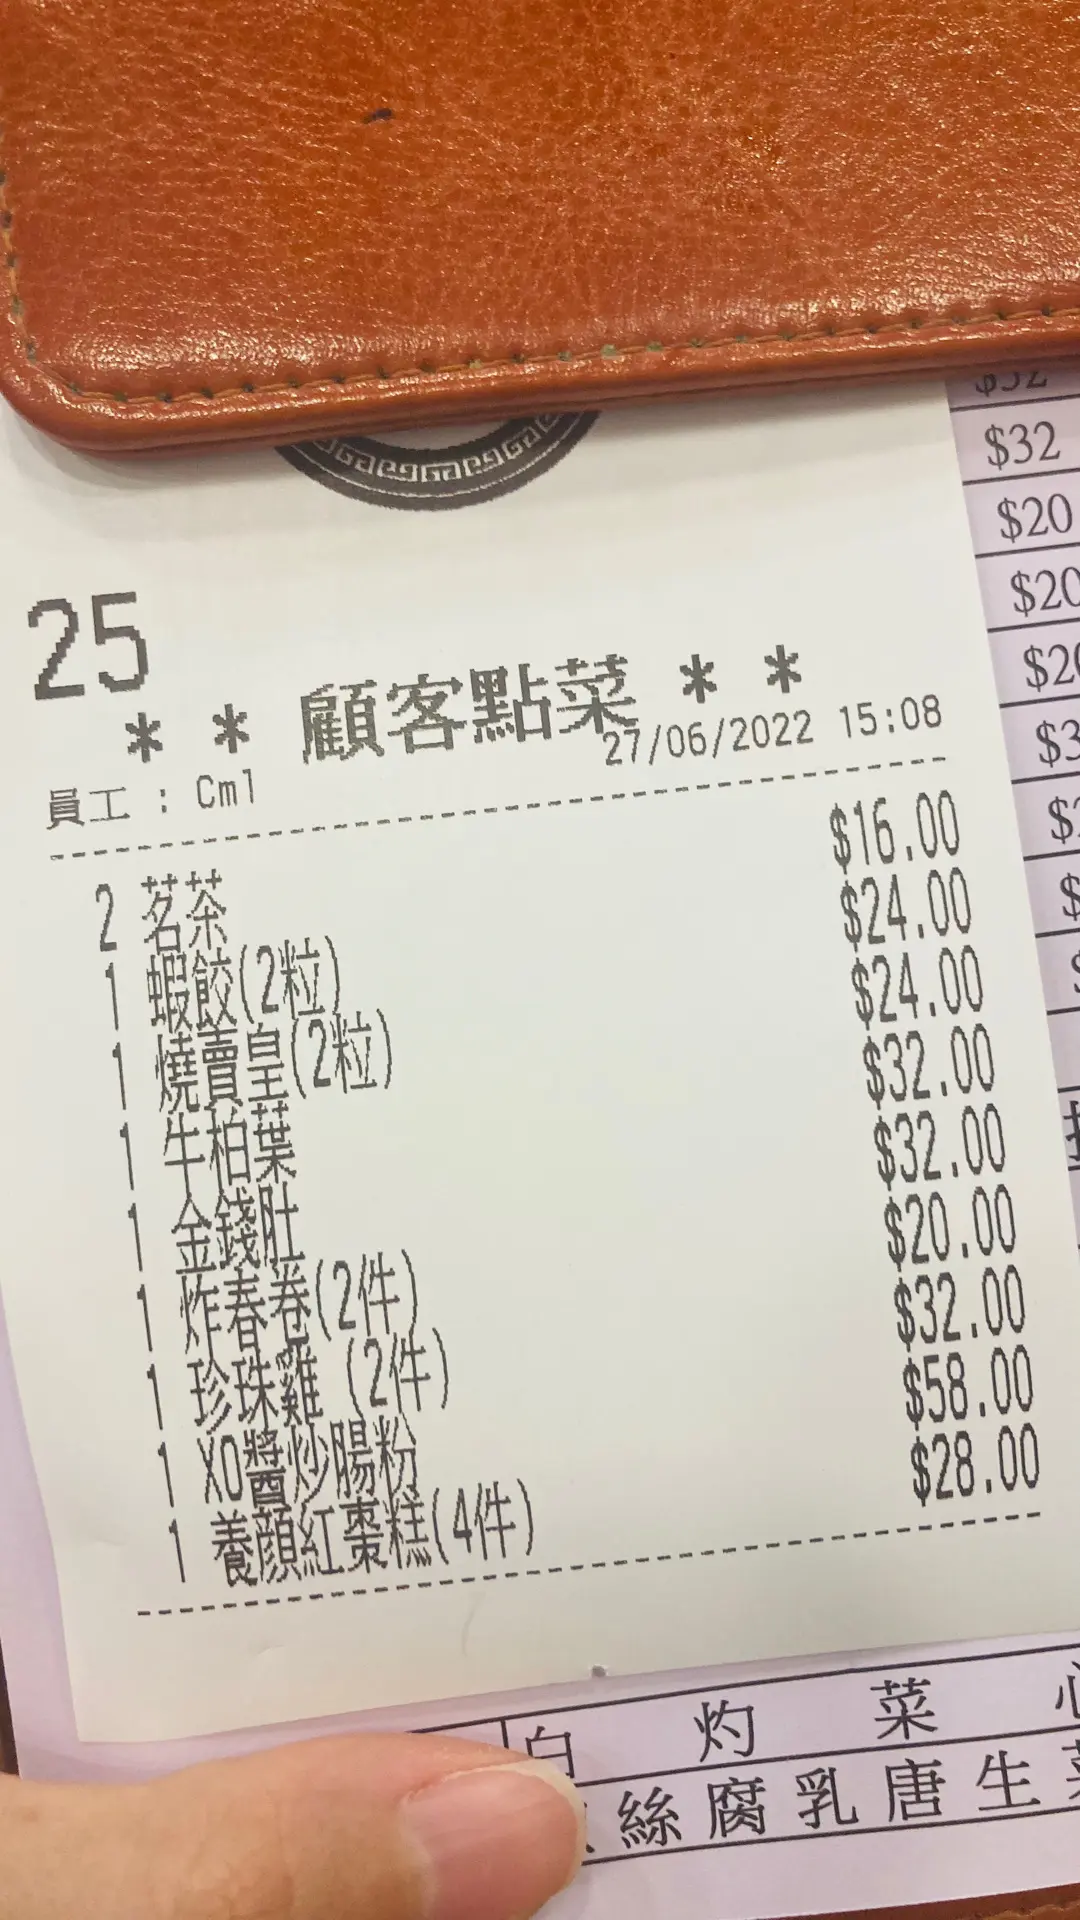 $32
$32
$20
25
* * 顧客點菜 * *
27/06/2022 15:08
員工 : Cm1
2 茗茶 $16.00
1 蝦餃(2粒) $24.00
1 燒賣皇(2粒) $24.00
1 牛柏葉 $32.00
1 金錢肚 $32.00
1 炸春卷(2件) $20.00
1 珍珠雞 (2件) $32.00
1 XO醬炒腸粉 $58.00
1 養顏紅棗糕(4件) $28.00
白灼菜心
絲腐乳唐生菜